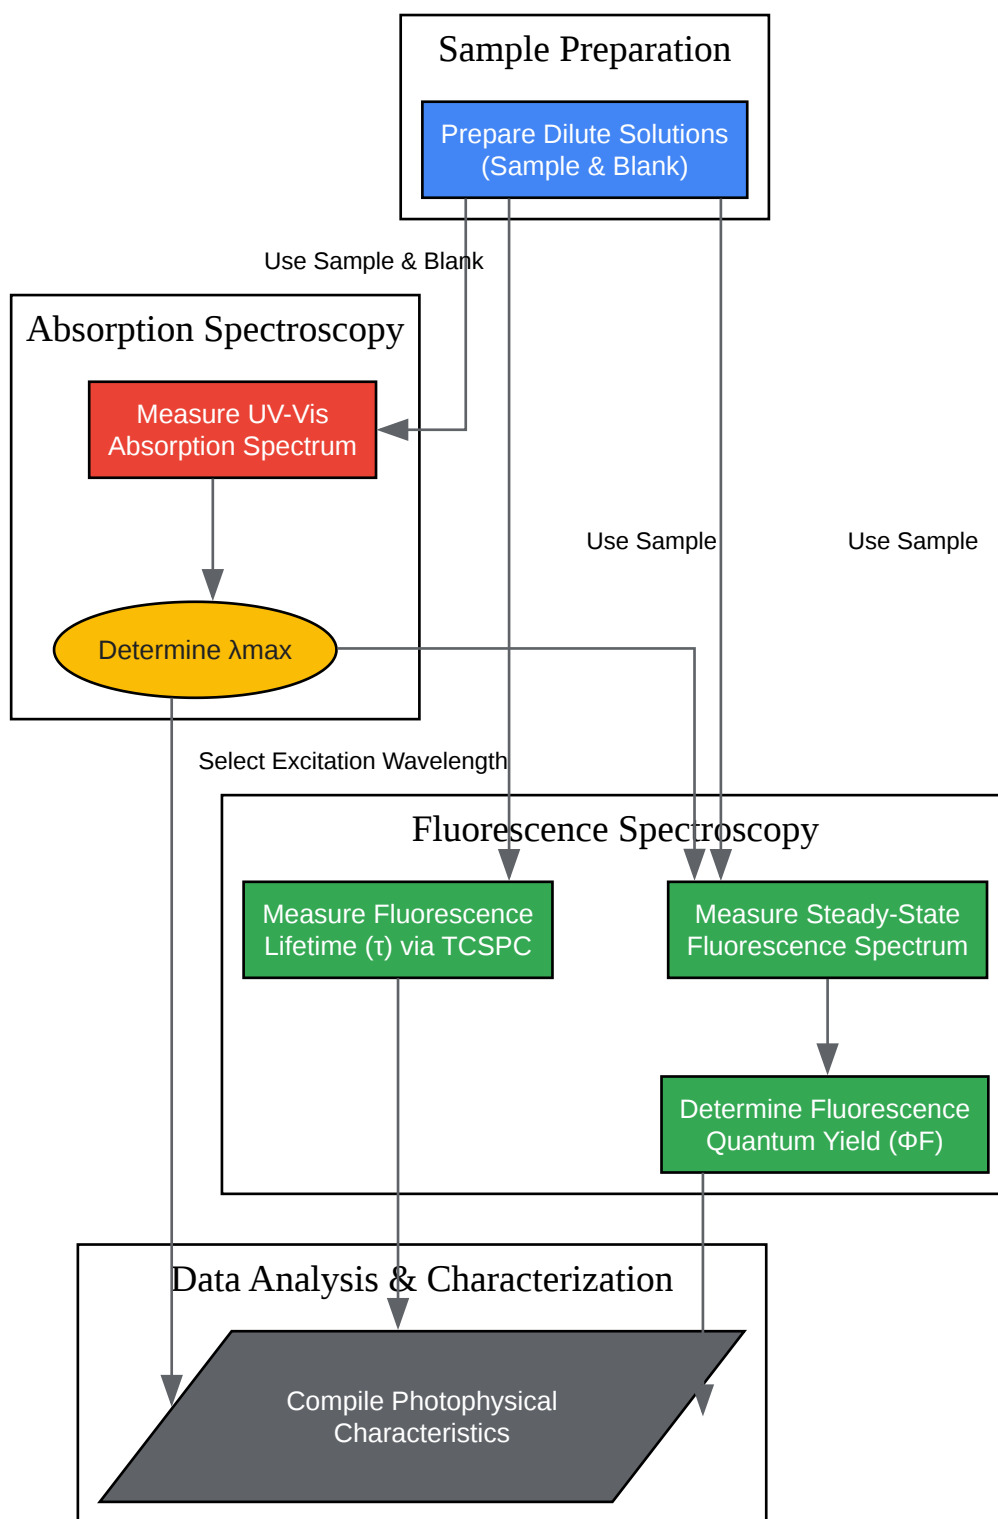 Sample Preparation
Prepare Dilute Solutions
(Sample & Blank)
Use Sample & Blank
Absorption Spectroscopy
Measure UV-Vis
Absorption Spectrum
Use Sample
Use Sample
Determine λmax
Select Excitation Wavelength
Fluorescence Spectroscopy
Measure Fluorescence
Lifetime (τ) via TCSPC
Measure Steady-State
Fluorescence Spectrum
Determine Fluorescence
Quantum Yield (ΦF)
Data Analysis & Characterization
Compile Photophysical
Characteristics